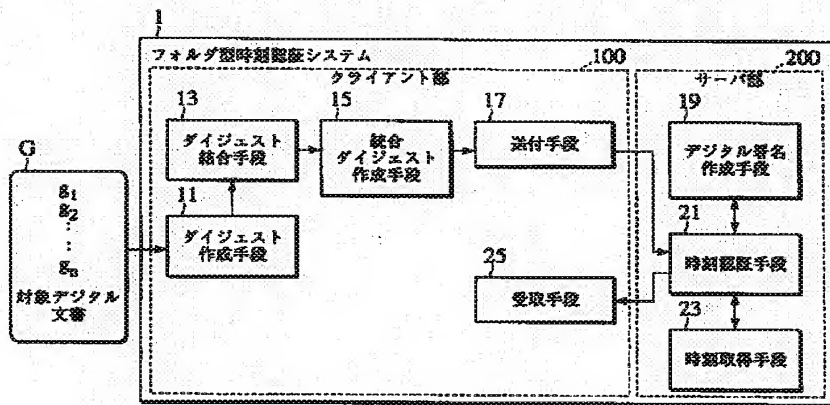 1
フォルダ型時刻認証システム
100
クライアント部
200
サーバ部
13
ダイジェスト
結合手段
15
統合
ダイジェスト
作成手段
17
送付手段
19
デジタル署名
作成手段
G
g1
g2
:
:
gn
対象デジタル
文書
11
ダイジェスト
作成手段
21
時刻認証手段
25
受取手段
23
時刻取得手段